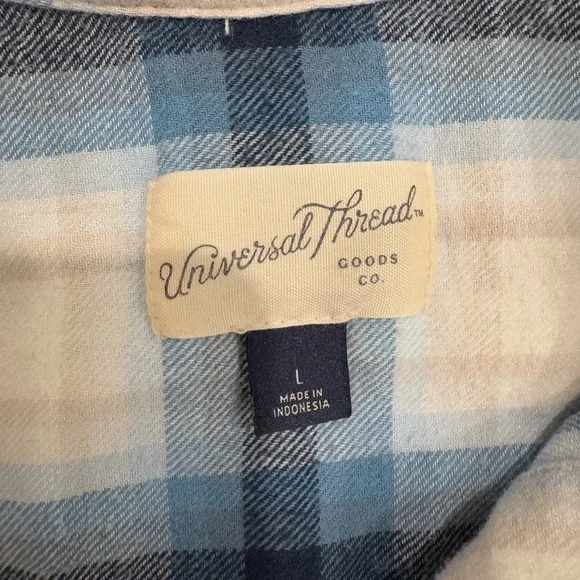 Universal Thread™
GOODS
CO.
L
MADE IN
INDONESIA